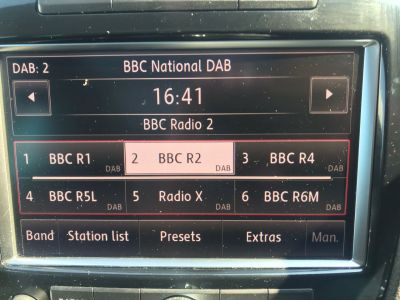 DAB: 2 BBC National DAB
16:41
BBC Radio 2
1 BBC R1 DAB 2 BBC R2 DAB 3 BBC R4 DAB
4 BBC R5L DAB 5 Radio X DAB 6 BBC R6M DAB
Band Station list Presets Extras Man.